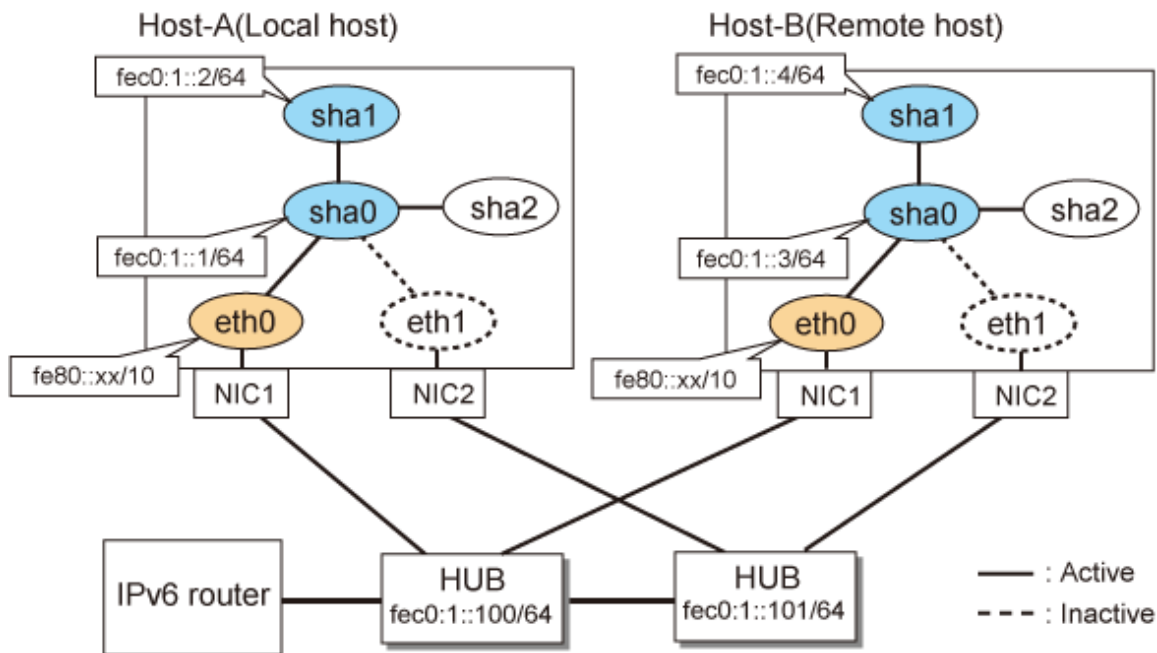 Host-A(Local host)
Host-B(Remote host)
fec0:1::2/64
sha1
fec0:1::4/64
sha1
sha0
sha2
sha0
sha2
fec0:1::1/64
fec0:1::3/64
eth0
eth1
eth0
eth1
fe80::xx/10
NIC1
NIC2
fe80::xx/10
NIC1
NIC2
IPv6 router
HUB
fec0:1::100/64
HUB
fec0:1::101/64
: Active
: Inactive